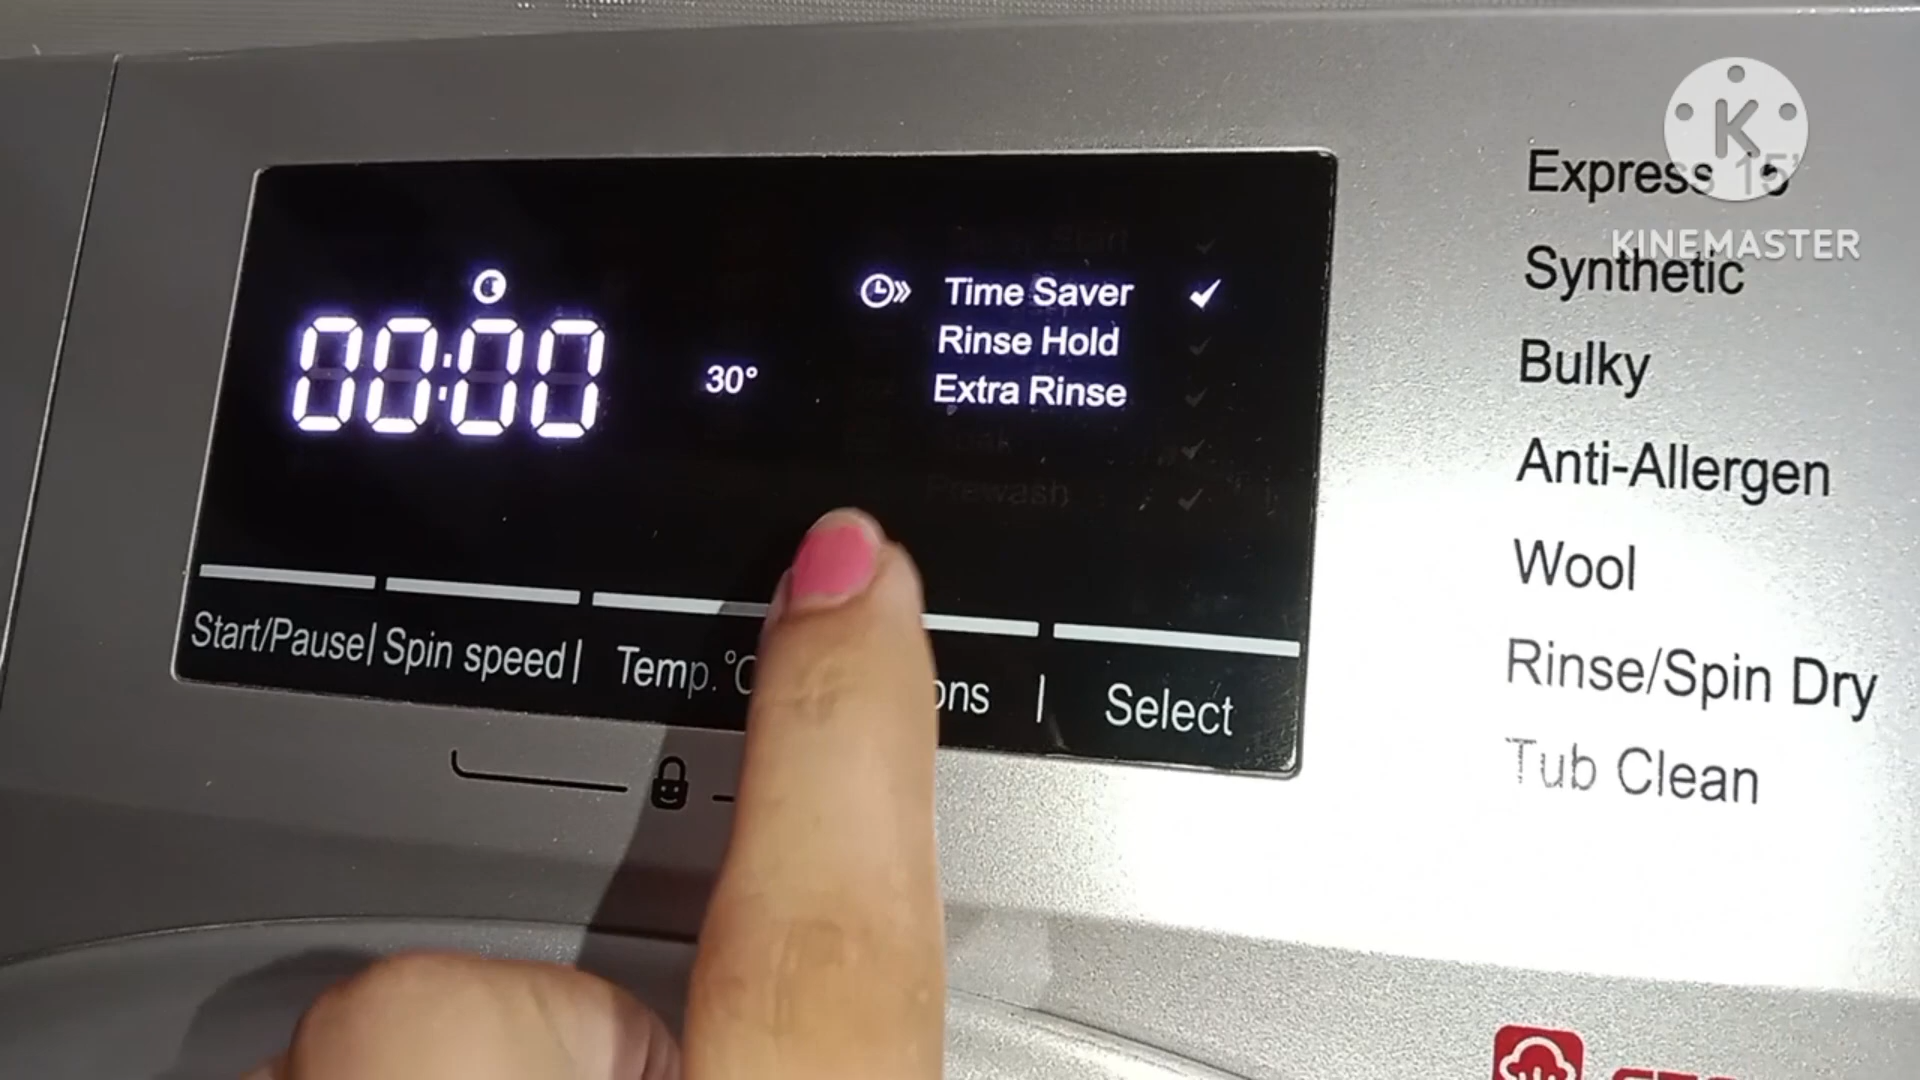 K
KINEMASTER
Express 15'
Synthetic
Bulky
Anti-Allergen
Wool
Rinse/Spin Dry
Tub Clean
00:00
30°
Time Saver ✓
Rinse Hold
Extra Rinse
Prewash
Start/Pause| Spin speed| Temp.°C
ons | Select